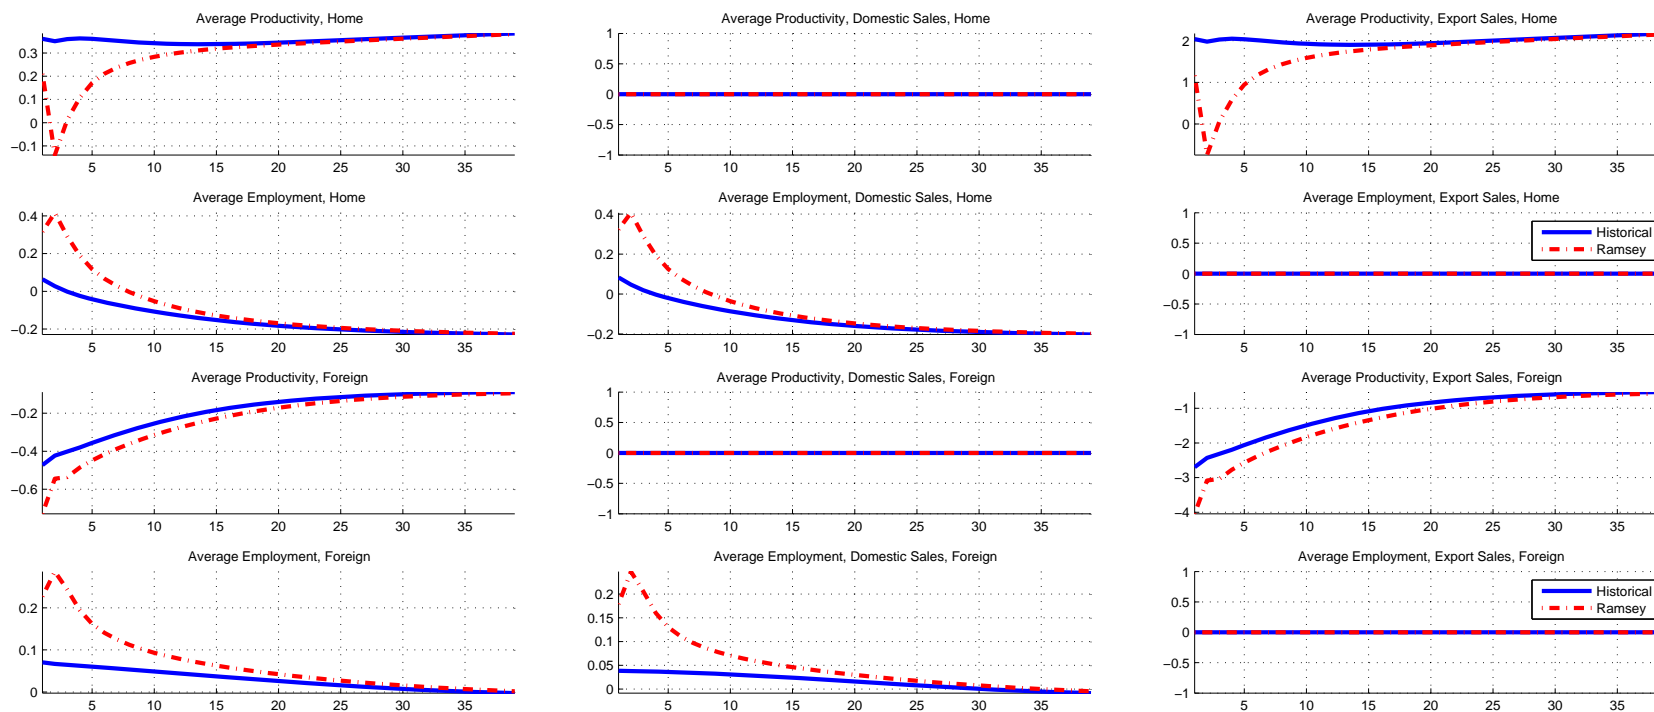 Average Productivity, Home
0.3
0.2
0.1
0
−0.1
5 10 15 20 25 30 35
Average Productivity, Domestic Sales, Home
1
0.5
0
−0.5
−1
5 10 15 20 25 30 35
Average Productivity, Export Sales, Home
2
1
0
5 10 15 20 25 30 35
Average Employment, Home
0.4
0.2
0
−0.2
5 10 15 20 25 30 35
Average Employment, Domestic Sales, Home
0.4
0.2
0
−0.2
5 10 15 20 25 30 35
Average Employment, Export Sales, Home
1
0.5
0
−0.5
−1
5 10 15 20 25 30 35
Historical
Ramsey
Average Productivity, Foreign
−0.2
−0.4
−0.6
5 10 15 20 25 30 35
Average Productivity, Domestic Sales, Foreign
1
0.5
0
−0.5
−1
5 10 15 20 25 30 35
Average Productivity, Export Sales, Foreign
−1
−2
−3
−4
5 10 15 20 25 30 35
Average Employment, Foreign
0.2
0.1
0
5 10 15 20 25 30 35
Average Employment, Domestic Sales, Foreign
0.2
0.15
0.1
0.05
0
5 10 15 20 25 30 35
Average Employment, Export Sales, Foreign
1
0.5
0
−0.5
−1
5 10 15 20 25 30 35
Historical
Ramsey